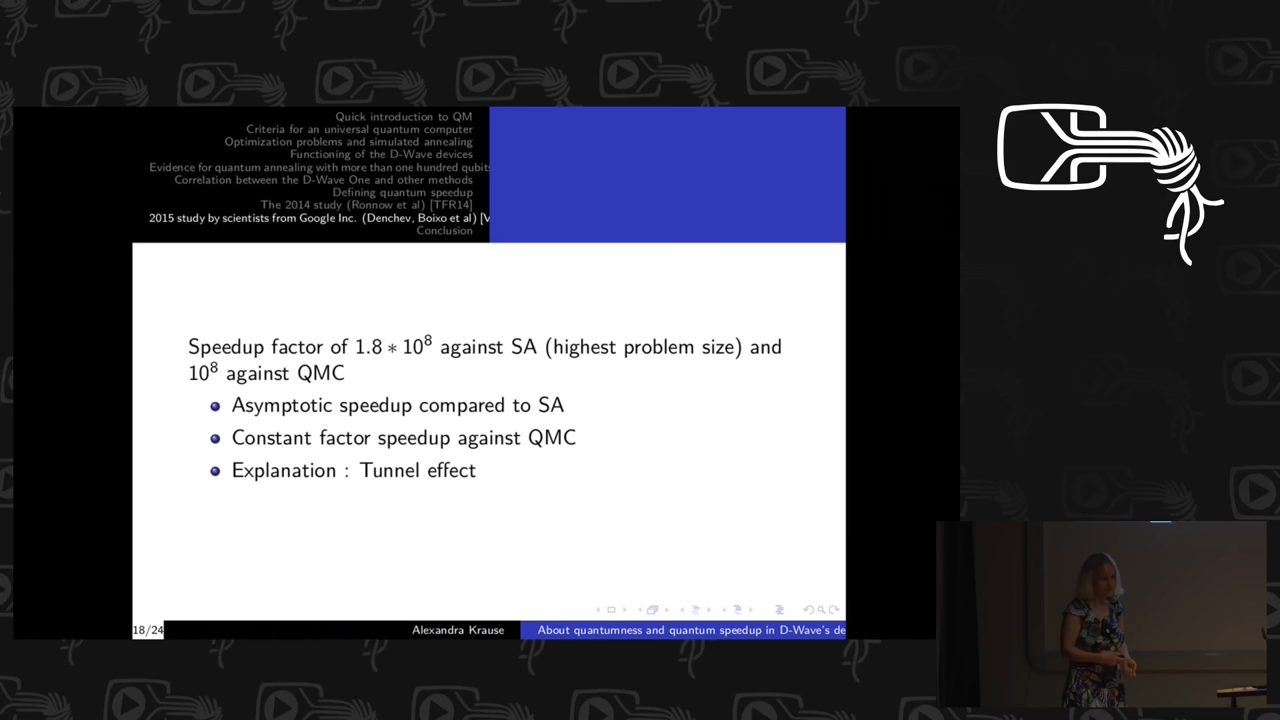 Quick introduction to QM
Criteria for an universal quantum computer
Optimization problems and simulated annealing
Functioning of the D-Wave devices
Evidence for quantum annealing with more than one hundred qubits
Correlation between the D-Wave One and other methods
Defining quantum speedup
The 2014 study (Ronnow et al) [TFR14]
2015 study by scientists from Google Inc. (Denchev, Boixo et al) [V
Conclusion
Speedup factor of 1.8 ∗ 10⁸ against SA (highest problem size) and
10⁸ against QMC
Asymptotic speedup compared to SA
Constant factor speedup against QMC
Explanation : Tunnel effect
18/24
Alexandra Krause
About quantumness and quantum speedup in D-Wave's de